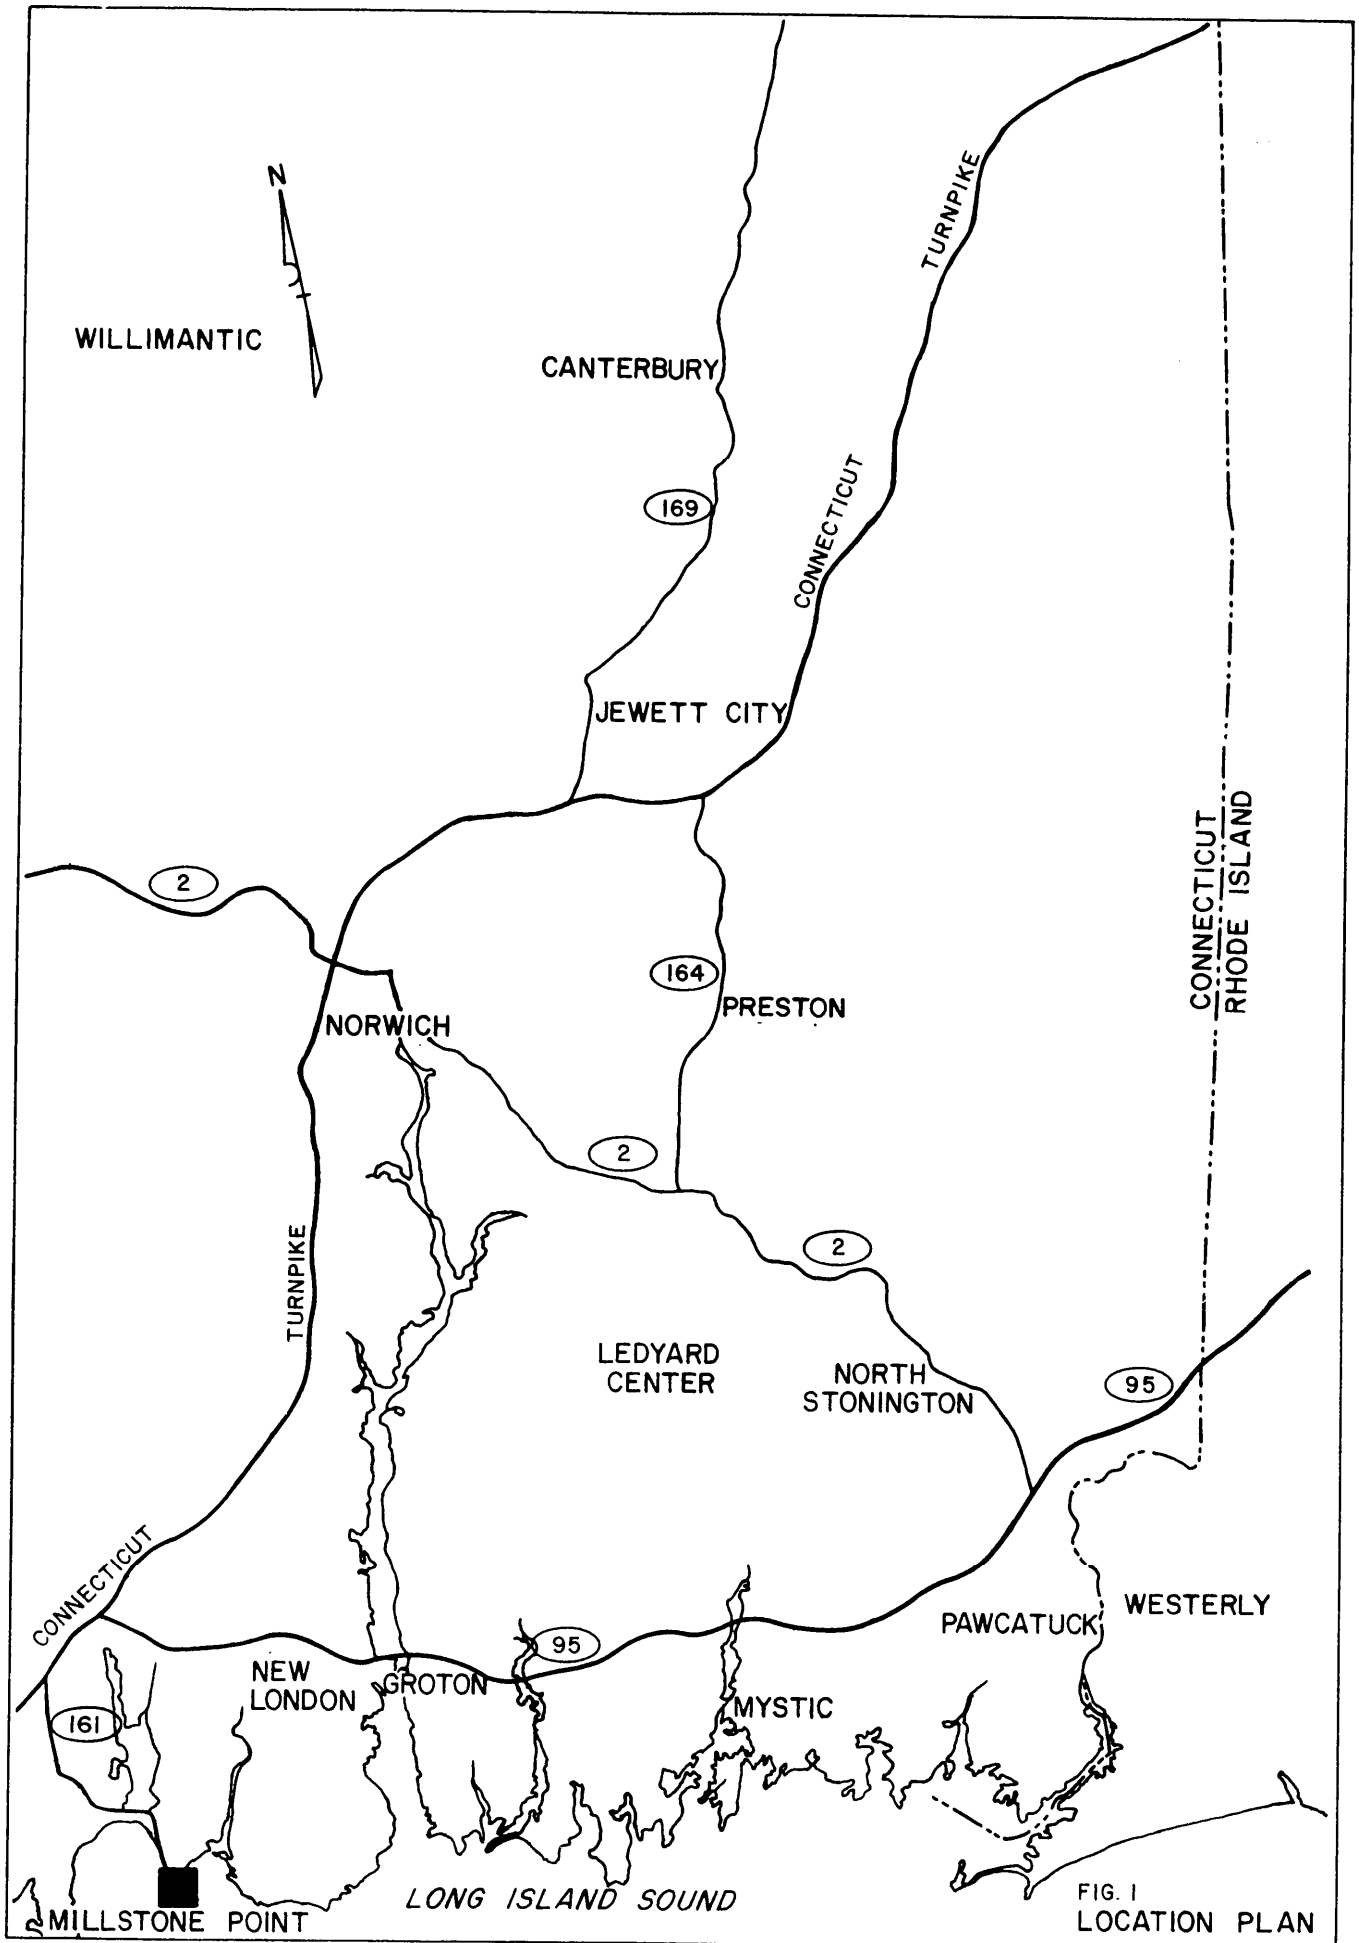 N
TURNPIKE
WILLIMANTIC
CANTERBURY
169
CONNECTICUT
JEWETT CITY
CONNECTICUT
RHODE ISLAND
2
164
PRESTON
NORWICH
2
2
TURNPIKE
LEDYARD
CENTER
NORTH
STONINGTON
95
CONNECTICUT
WESTERLY
PAWCATUCK
95
NEW
LONDON
GROTON
MYSTIC
161
LONG ISLAND SOUND
MILLSTONE POINT
FIG. 1
LOCATION PLAN